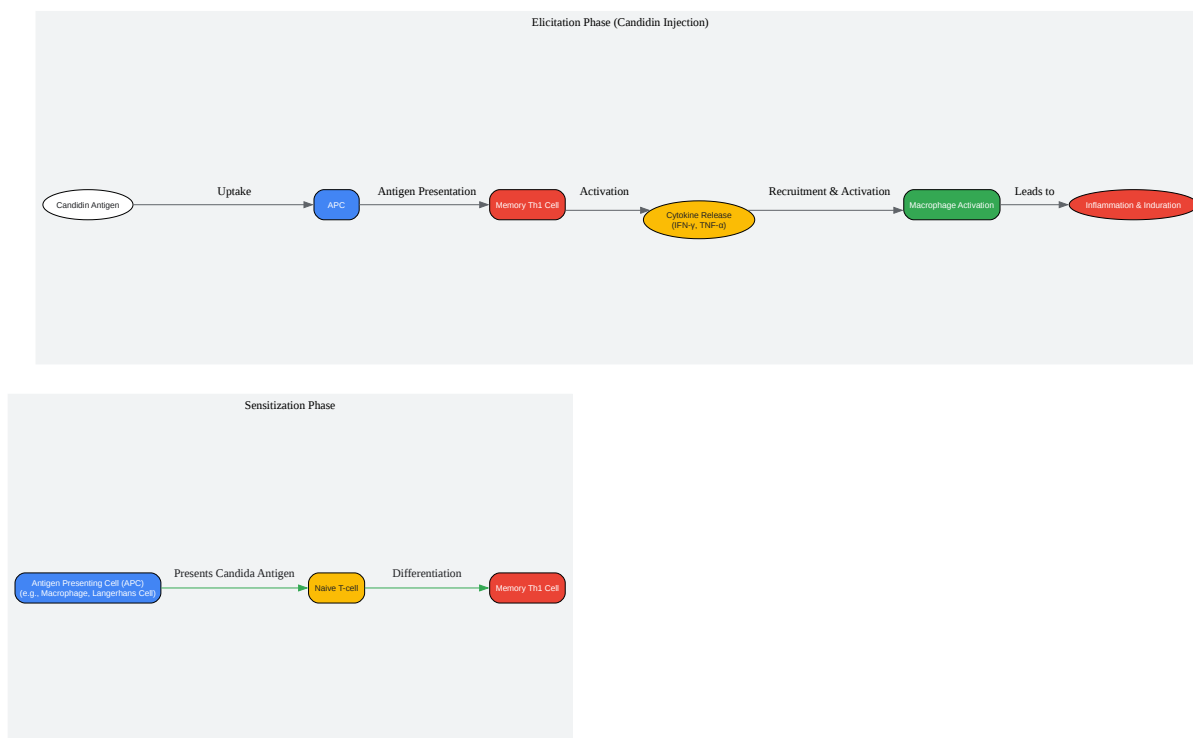 Elicitation Phase (Candidin Injection)
Candidin Antigen
Uptake
APC
Antigen Presentation
Memory Th1 Cell
Activation
Cytokine Release
(IFN-γ, TNF-α)
Recruitment & Activation
Macrophage Activation
Leads to
Inflammation & Induration
Sensitization Phase
Antigen Presenting Cell (APC)
(e.g., Macrophage, Langerhans Cell)
Presents Candida Antigen
Naive T-cell
Differentiation
Memory Th1 Cell